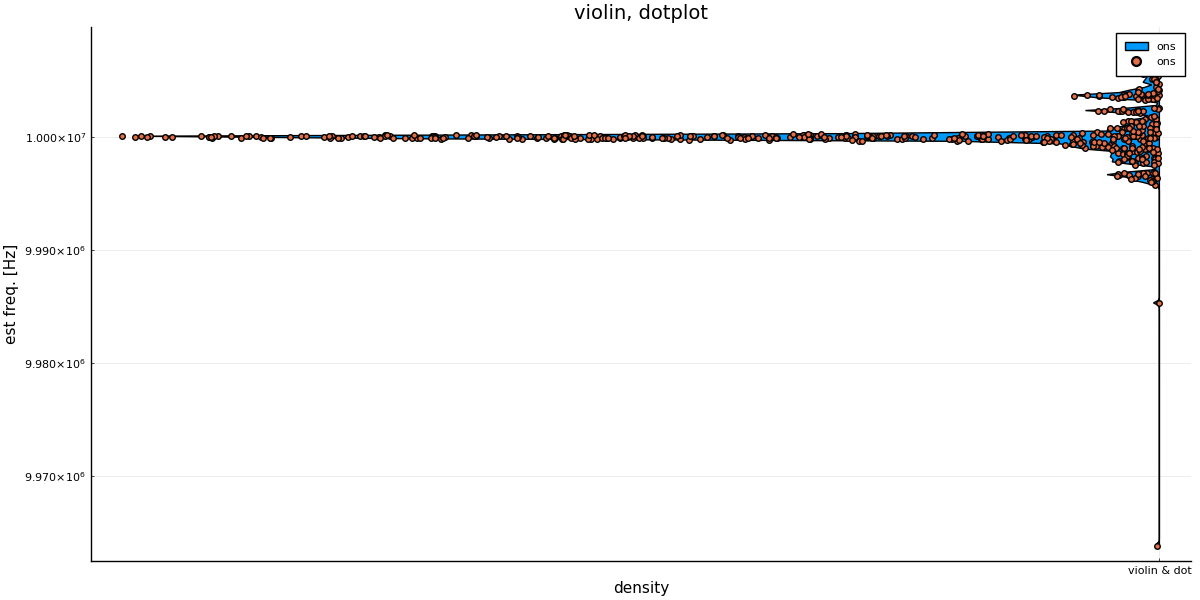 violin, dotplot
ons
ons
1.000×10⁷
9.990×10⁶
9.980×10⁶
9.970×10⁶
est freq. [Hz]
violin & dot
density